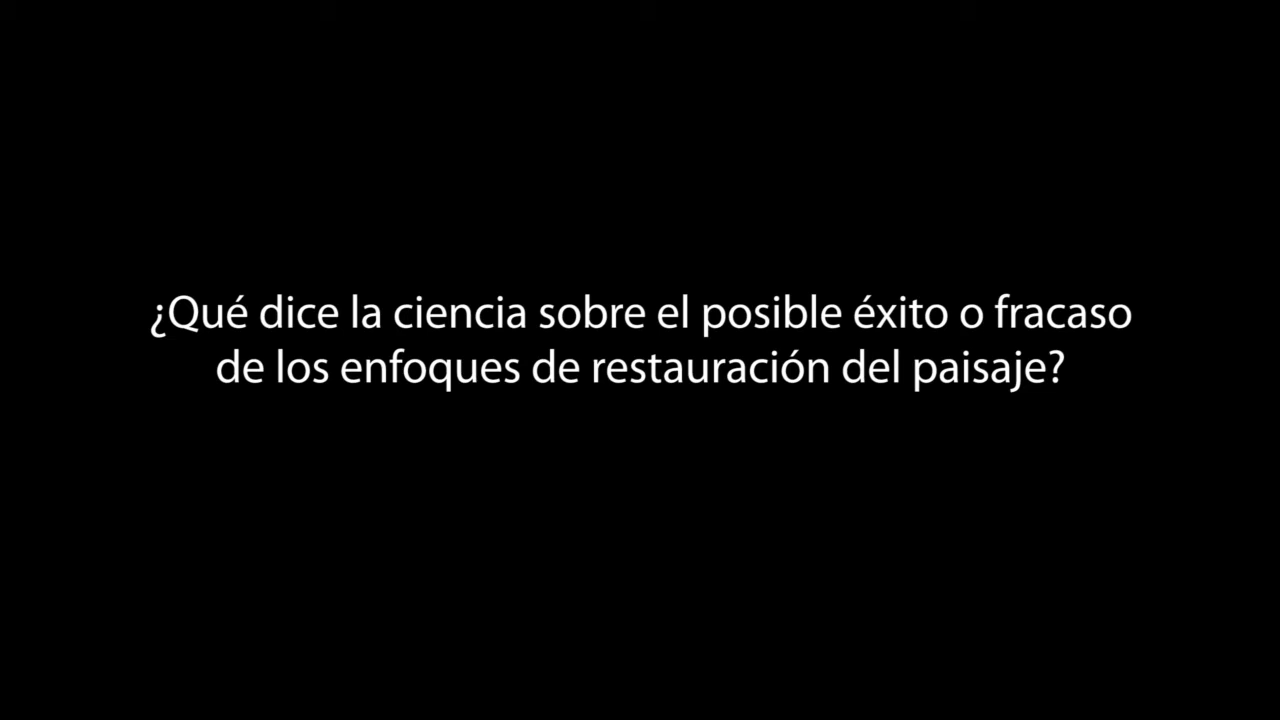 ¿Qué dice la ciencia sobre el posible éxito o fracaso
de los enfoques de restauración del paisaje?